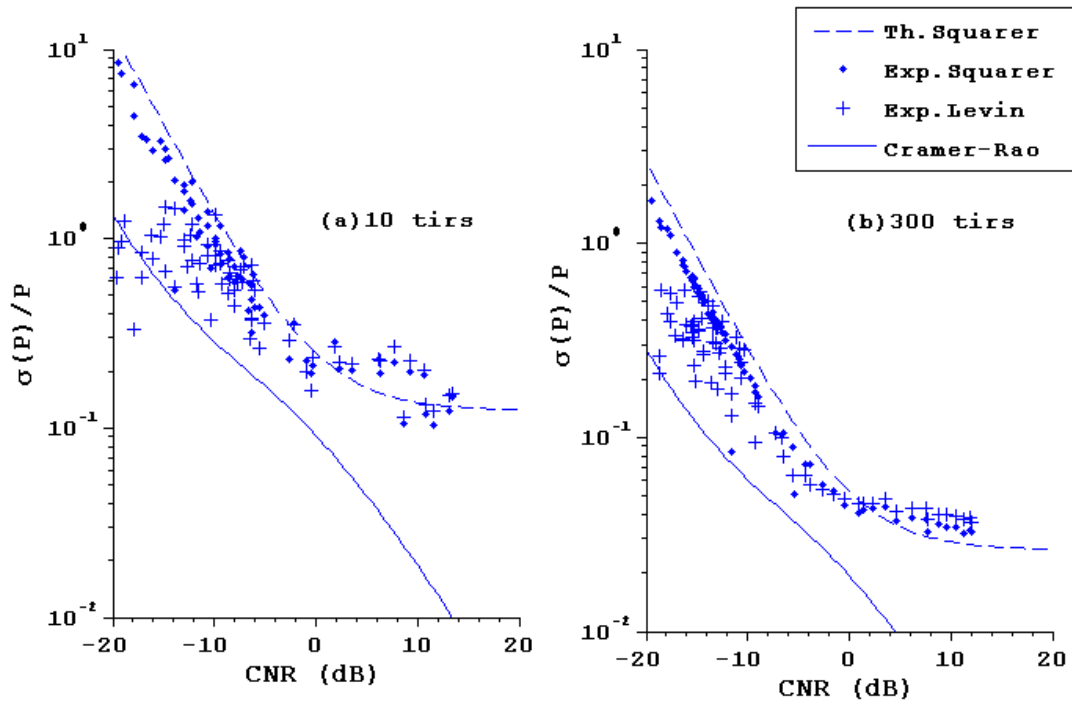 Th.Squarer
Exp.Squarer
Exp.Levin
Cramer-Rao
10¹
10⁰
10⁻¹
10⁻²
σ(P)/P
(a)10 tirs
-20
-10
0
10
20
CNR (dB)
10¹
10⁰
10⁻¹
10⁻²
σ(P)/P
(b)300 tirs
-20
-10
0
10
20
CNR (dB)